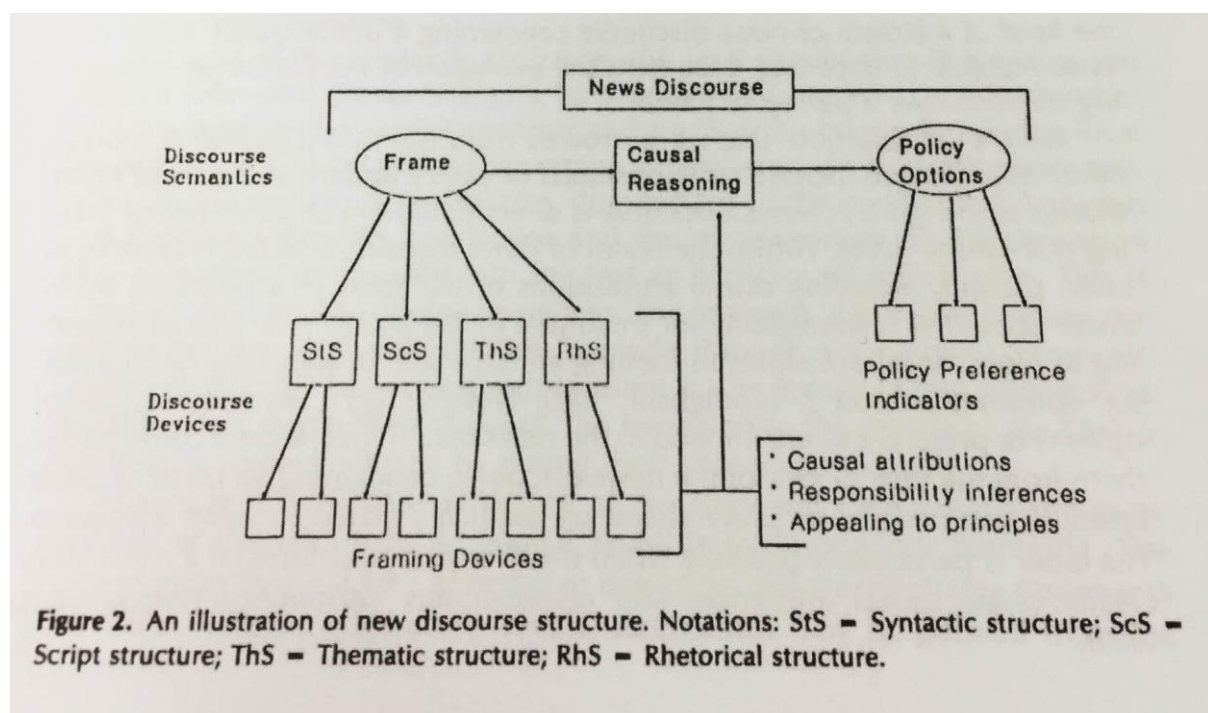 News Discourse
Discourse
Semantics
Frame
Causal
Reasoning
Policy
Options
StS
ScS
ThS
RhS
Policy Preference
Indicators
Discourse
Devices
· Causal attributions
· Responsibility inferences
· Appealing to principles
Framing Devices
Figure 2. An illustration of new discourse structure. Notations: StS = Syntactic structure; ScS =
Script structure; ThS = Thematic structure; RhS = Rhetorical structure.